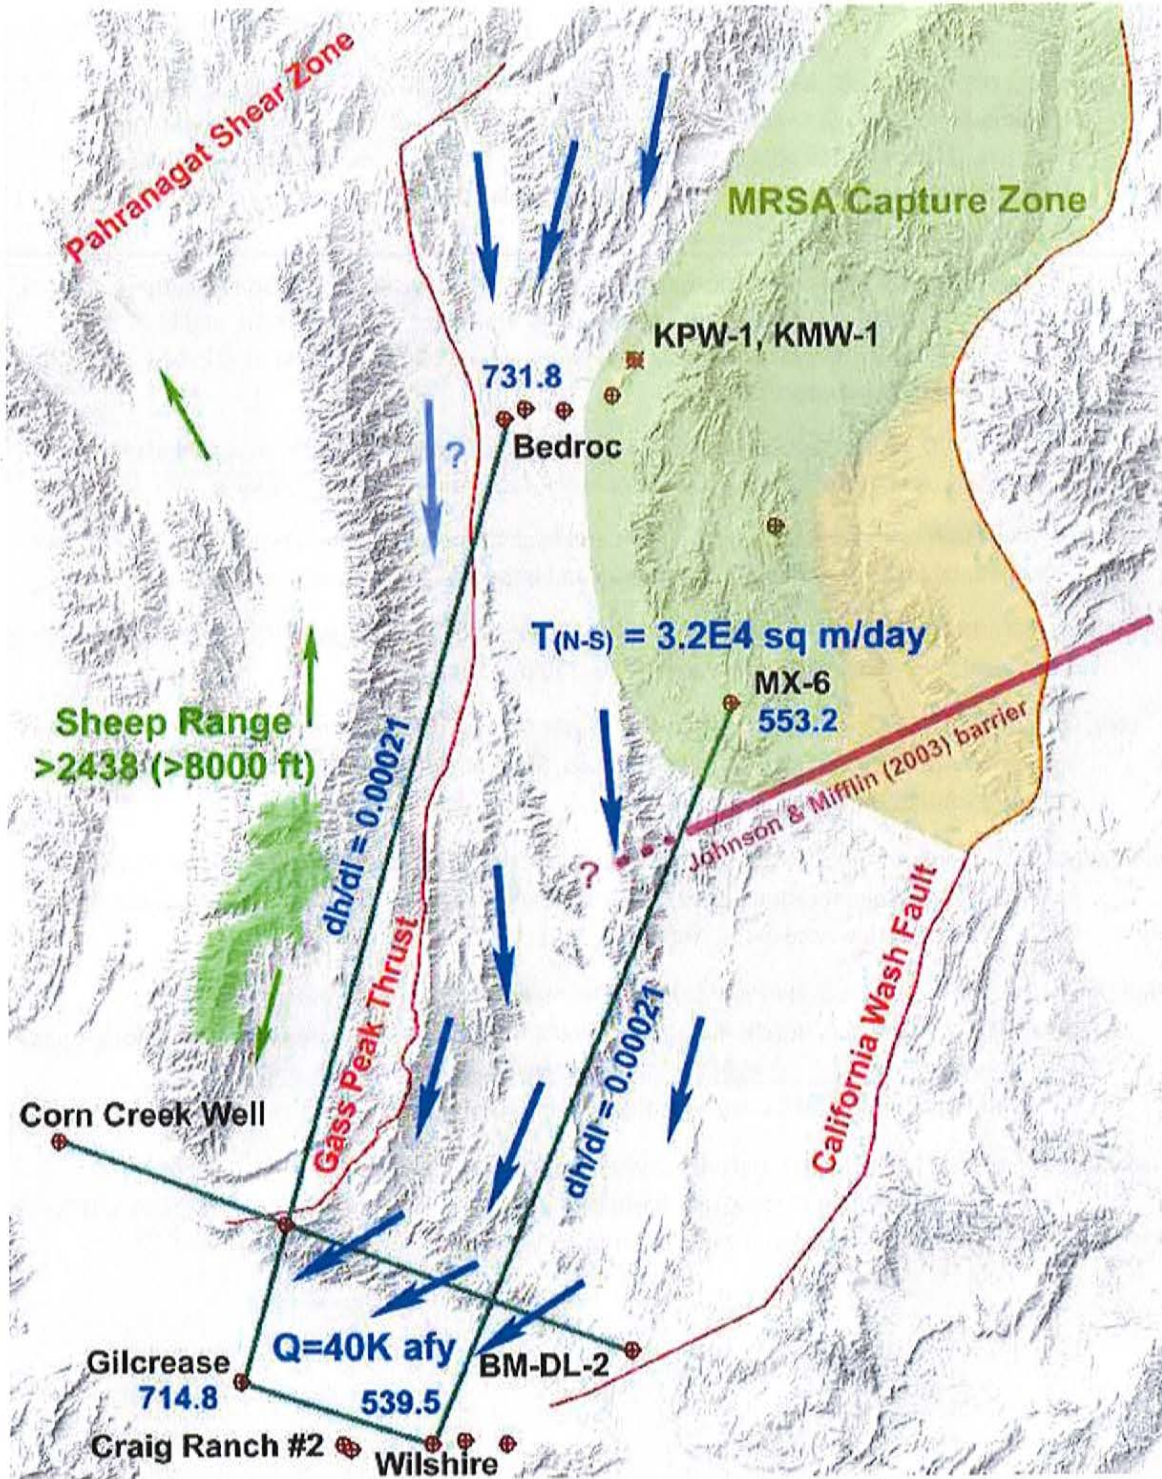 Pahranagat Shear Zone
MRSA Capture Zone
KPW-1, KMW-1
731.8
Bedroc
?
T(N-S) = 3.2E4 sq m/day
MX-6
553.2
Sheep Range
>2438 (>8000 ft)
dh/dl = 0.00021
Johnson & Mifflin (2003) barrier
?
Gass Peak Thrust
California Wash Fault
dh/dl = 0.00021
Corn Creek Well
Q=40K afy
BM-DL-2
Gilcrease
714.8
539.5
Craig Ranch #2
Wilshire